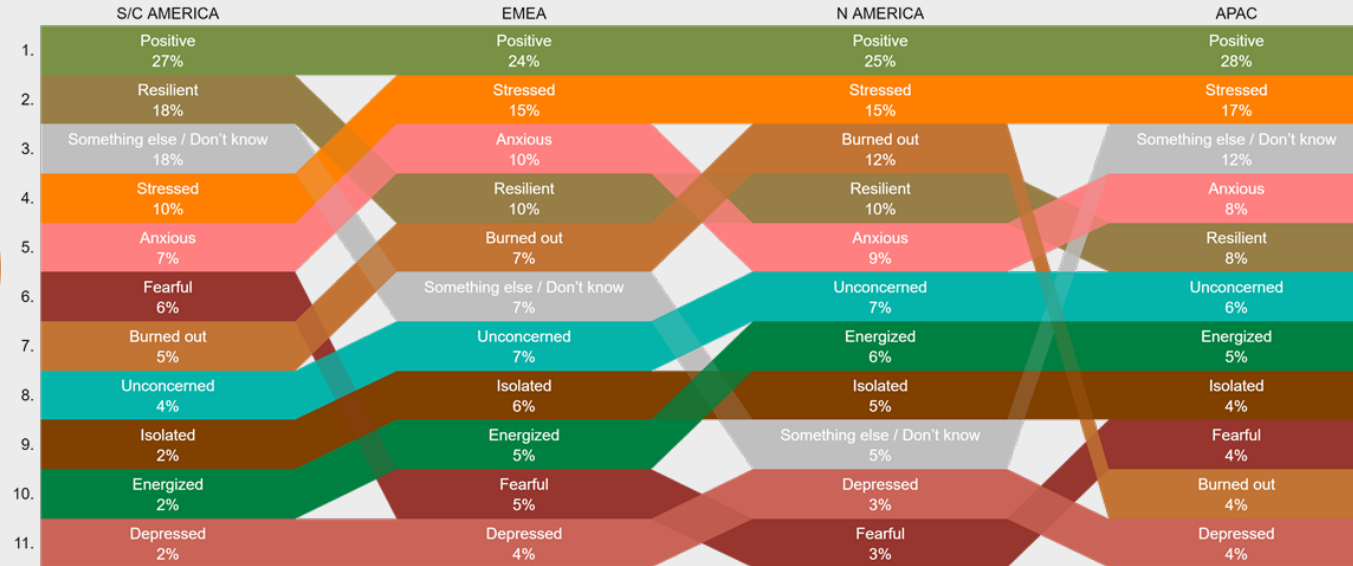 S/C AMERICA EMEA N AMERICA APAC
1. Positive Positive Positive Positive
27% 24% 25% 28%
2. Resilient Stressed Stressed Stressed
18% 15% 15% 17%
3. Something else / Don't know Anxious Burned out Something else / Don't know
18% 10% 12% 12%
4. Stressed Resilient Resilient Anxious
10% 10% 10% 8%
5. Anxious Burned out Anxious Resilient
7% 7% 9% 8%
6. Fearful Something else / Don't know Unconcerned Unconcerned
6% 7% 7% 6%
7. Burned out Unconcerned Energized Energized
5% 7% 6% 5%
8. Unconcerned Isolated Isolated Isolated
4% 6% 5% 4%
9. Isolated Energized Something else / Don't know Fearful
2% 5% 5% 4%
10. Energized Fearful Depressed Burned out
2% 5% 3% 4%
11. Depressed Depressed Fearful Depressed
2% 4% 3% 4%